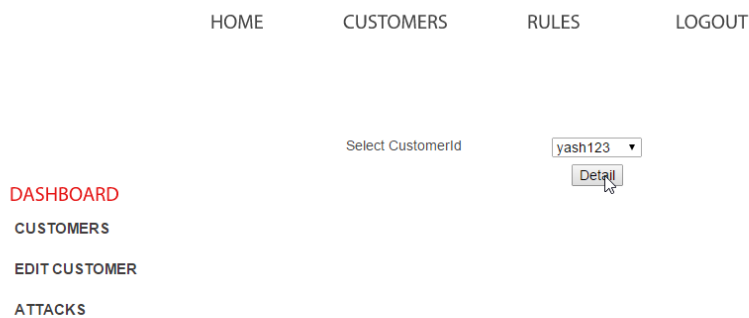 HOME CUSTOMERS RULES LOGOUT
Select CustomerId yash123
Detail
DASHBOARD
CUSTOMERS
EDIT CUSTOMER
ATTACKS